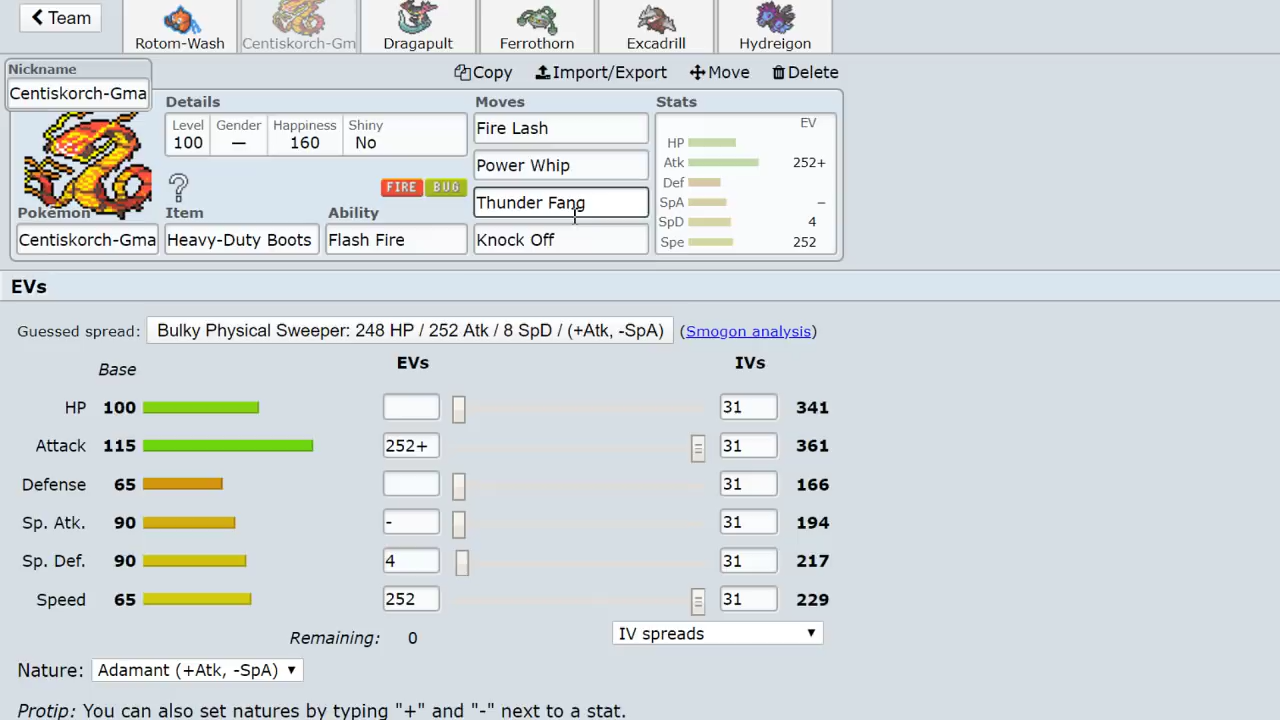 Team
Rotom-Wash
Centiskorch-Gm
Dragapult
Ferrothorn
Excadrill
Hydreigon
Nickname
Centiskorch-Gma
Copy
Import/Export
Move
Delete
Details
Level
100
Gender
—
Happiness
160
Shiny
No
FIRE BUG
Pokémon
Centiskorch-Gma
Item
Heavy-Duty Boots
Ability
Flash Fire
Moves
Fire Lash
Power Whip
Thunder Fang
Knock Off
Stats
EV
HP
Atk 252+
Def
SpA –
SpD 4
Spe 252
EVs
Guessed spread: Bulky Physical Sweeper: 248 HP / 252 Atk / 8 SpD / (+Atk, -SpA) (Smogon analysis)
Base EVs IVs
HP 100 31 341
Attack 115 252+ 31 361
Defense 65 31 166
Sp. Atk. 90 - 31 194
Sp. Def. 90 4 31 217
Speed 65 252 31 229
Remaining: 0
IV spreads
Nature: Adamant (+Atk, -SpA)
Protip: You can also set natures by typing "+" and "-" next to a stat.